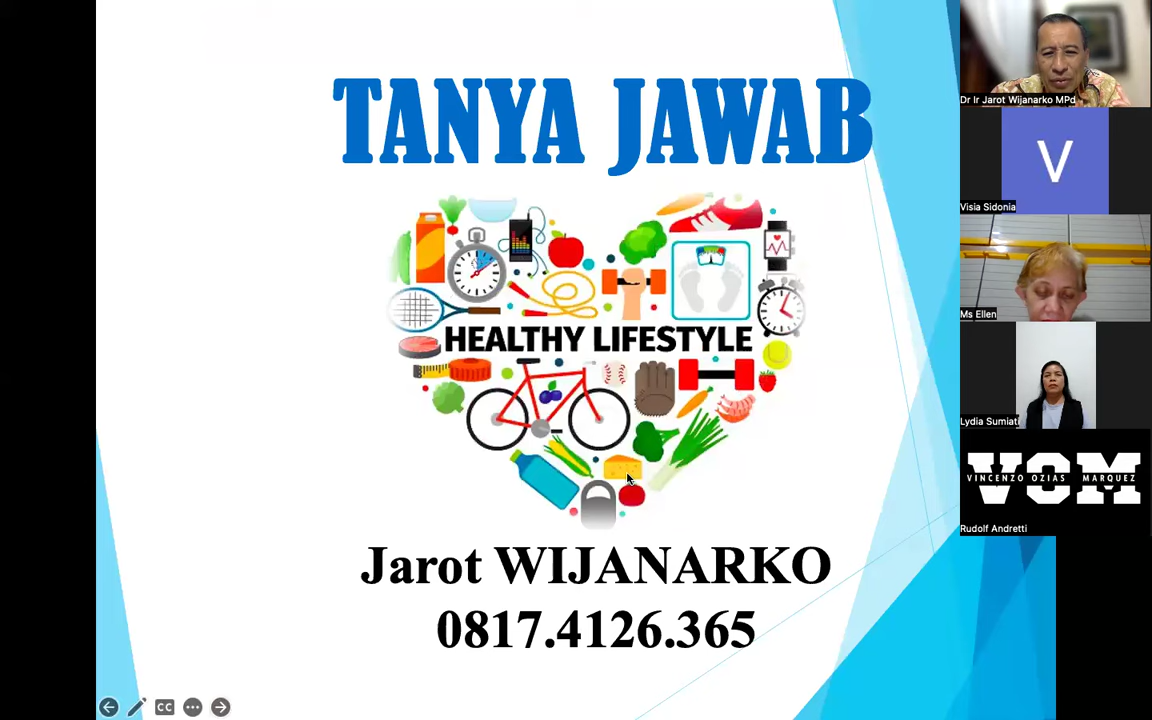 TANYA JAWAB
HEALTHY LIFESTYLE
Jarot WIJANARKO
0817.4126.365
CC
Dr Ir Jarot Wijanarko MPd
V
Visia Sidonia
Ms Ellen
Lydia Sumiati
VOM
VINCENZO OZIAS MARQUEZ
Rudolf Andretti